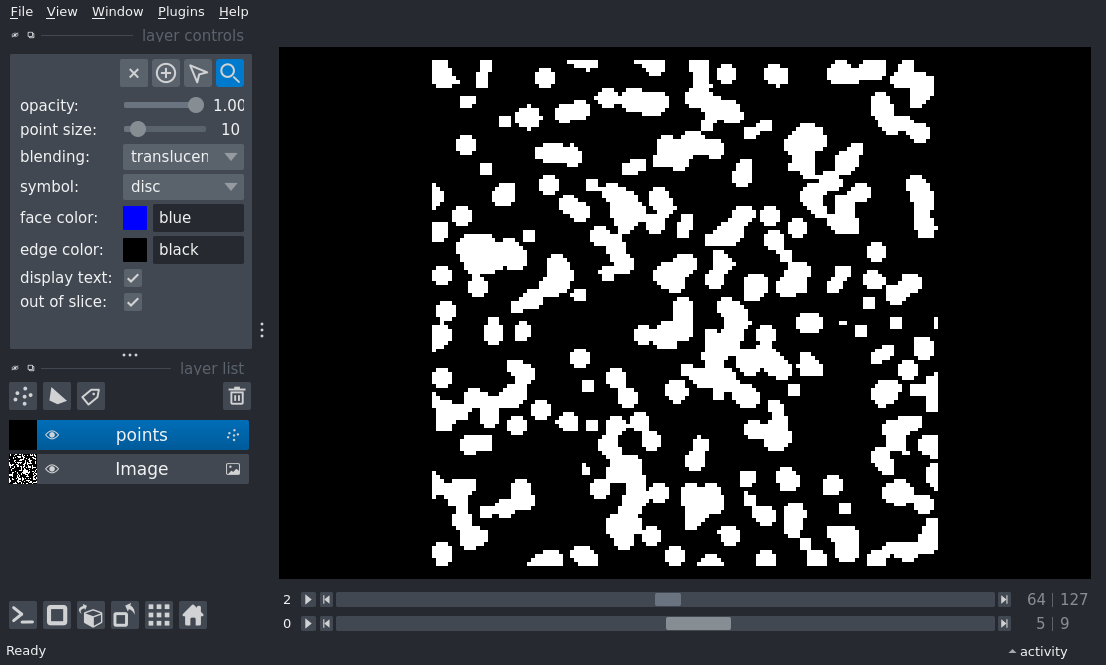 File View Window Plugins Help
layer controls
opacity: 1.00
point size: 10
blending: translucen
symbol: disc
face color: blue
edge color: black
display text:
out of slice:
layer list
points
Image
2 64 | 127
0 5 | 9
Ready activity